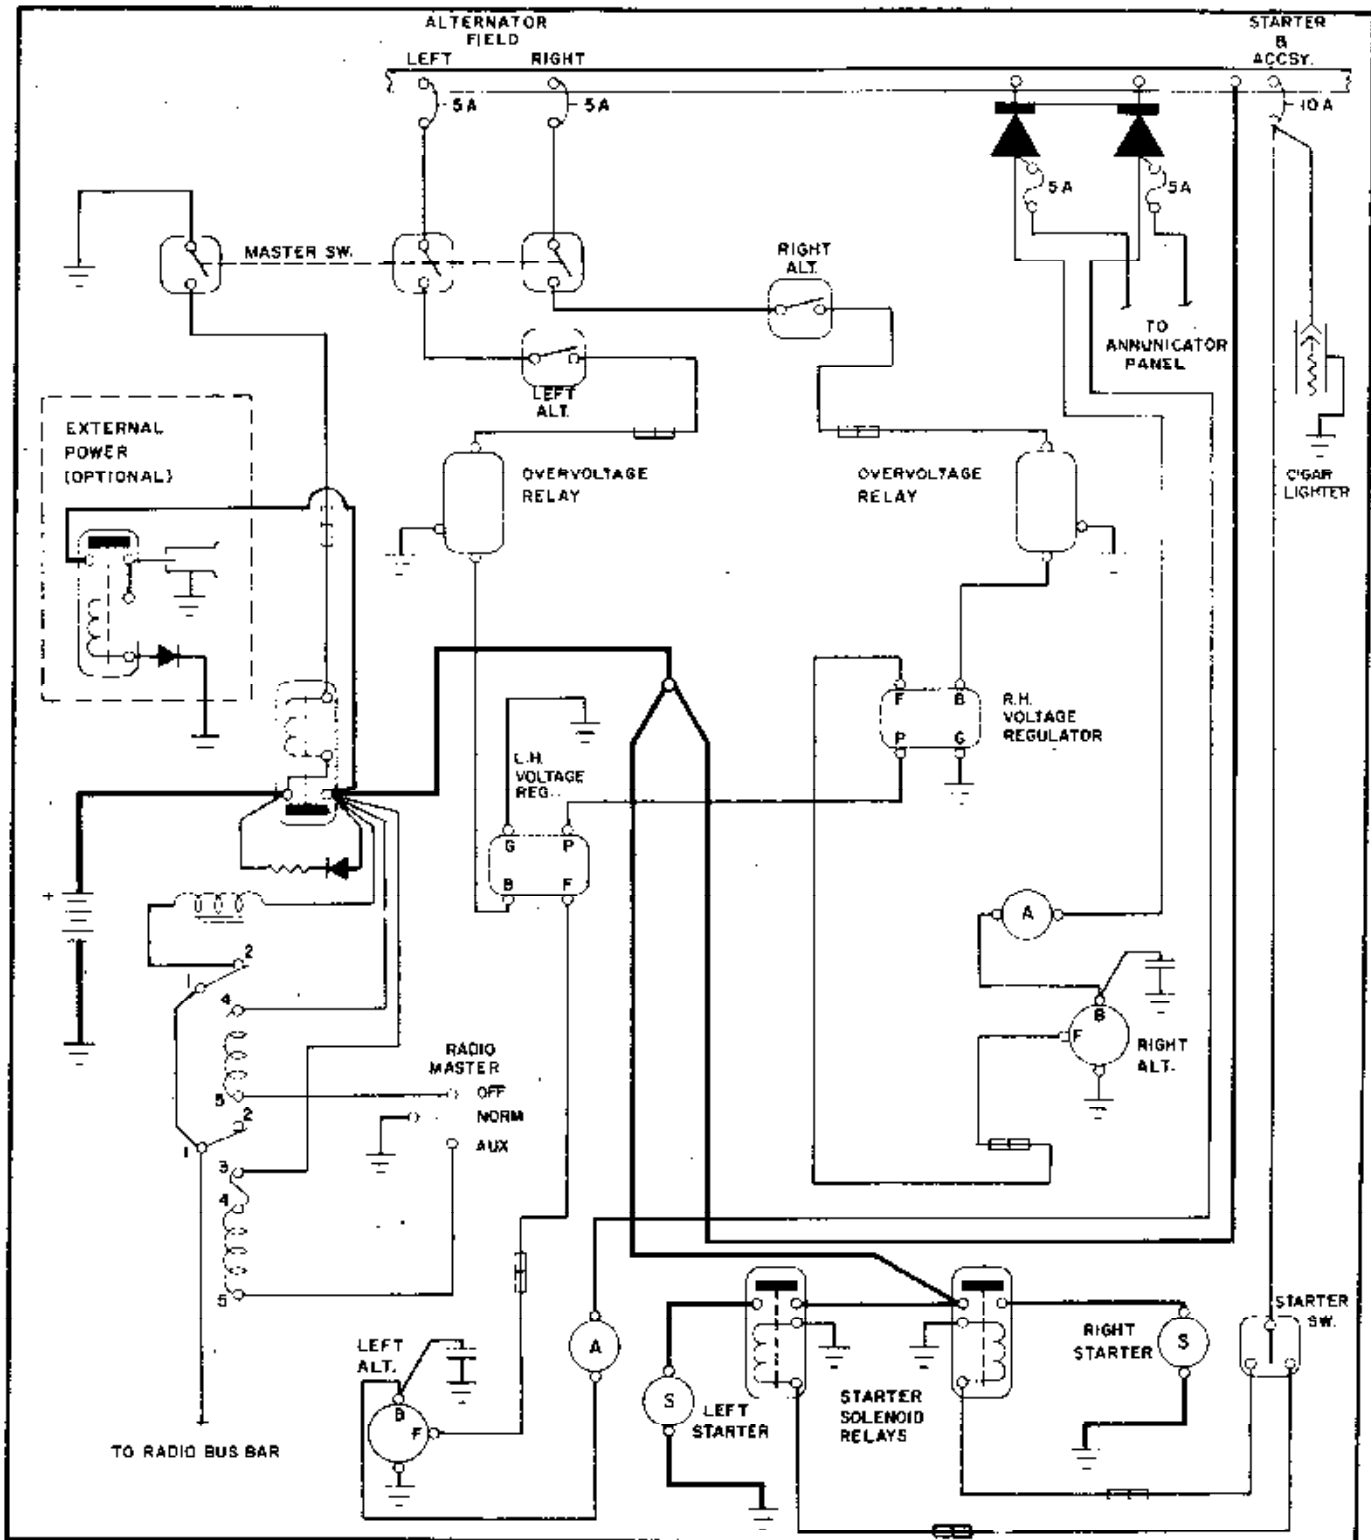 ALTERNATOR
FIELD
LEFT
RIGHT
STARTER
&
ACCSY.
5A
5A
10A
5A
5A
MASTER SW.
RIGHT
ALT.
LEFT
ALT.
TO
ANNUNICATOR
PANEL
EXTERNAL
POWER
(OPTIONAL)
OVERVOLTAGE
RELAY
OVERVOLTAGE
RELAY
CIGAR
LIGHTER
F B
P G
R.H.
VOLTAGE
REGULATOR
L.H.
VOLTAGE
REG.
G P
B F
+
A
2
1
4
5
2
1
3
4
5
RADIO
MASTER
OFF
NORM
AUX
B
F
RIGHT
ALT.
LEFT
ALT.
B
F
A
S
LEFT
STARTER
STARTER
SOLENOID
RELAYS
RIGHT
STARTER
S
STARTER
SW.
TO RADIO BUS BAR